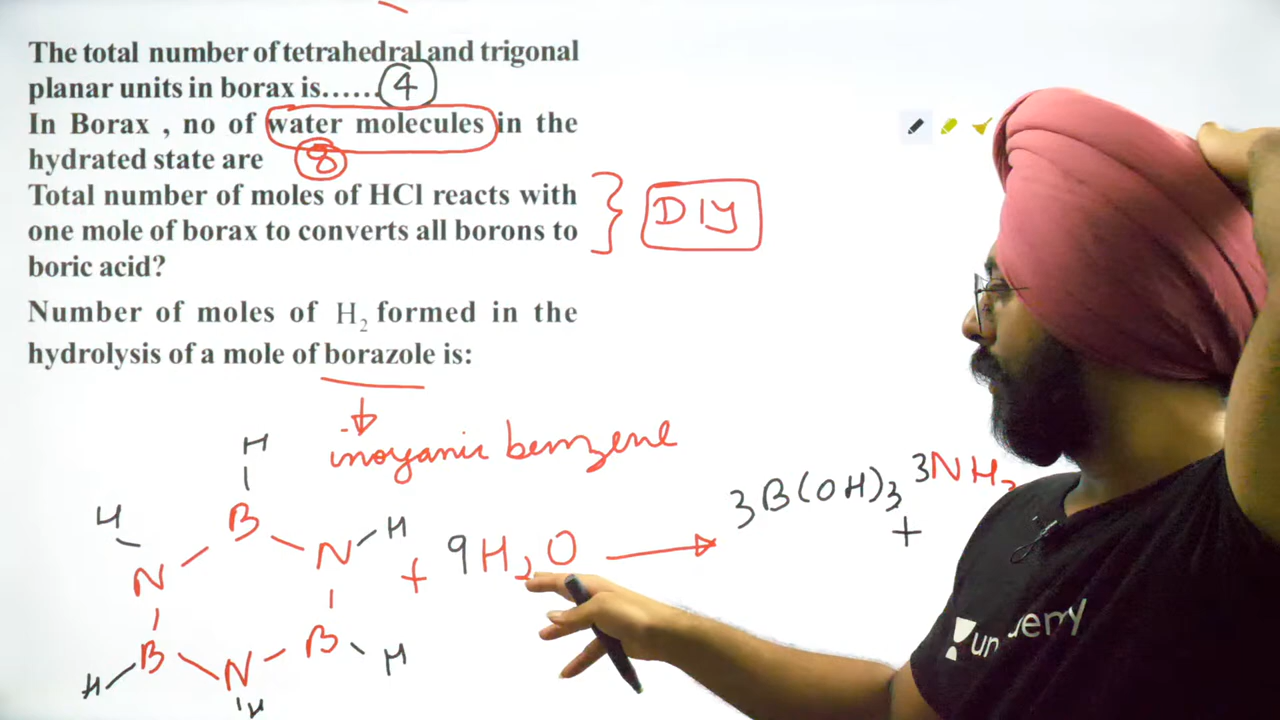 The total number of tetrahedral and trigonal
planar units in borax is...... 4
In Borax , no of water molecules in the
hydrated state are 8
Total number of moles of HCl reacts with
one mole of borax to converts all borons to
boric acid?
DIY
Number of moles of H₂ formed in the
hydrolysis of a mole of borazole is:
inorganic benzene
H
H B N H
N
+ 9H₂O → 3B(OH)₃ + 3NH₃
B N B
H H H
unacademy